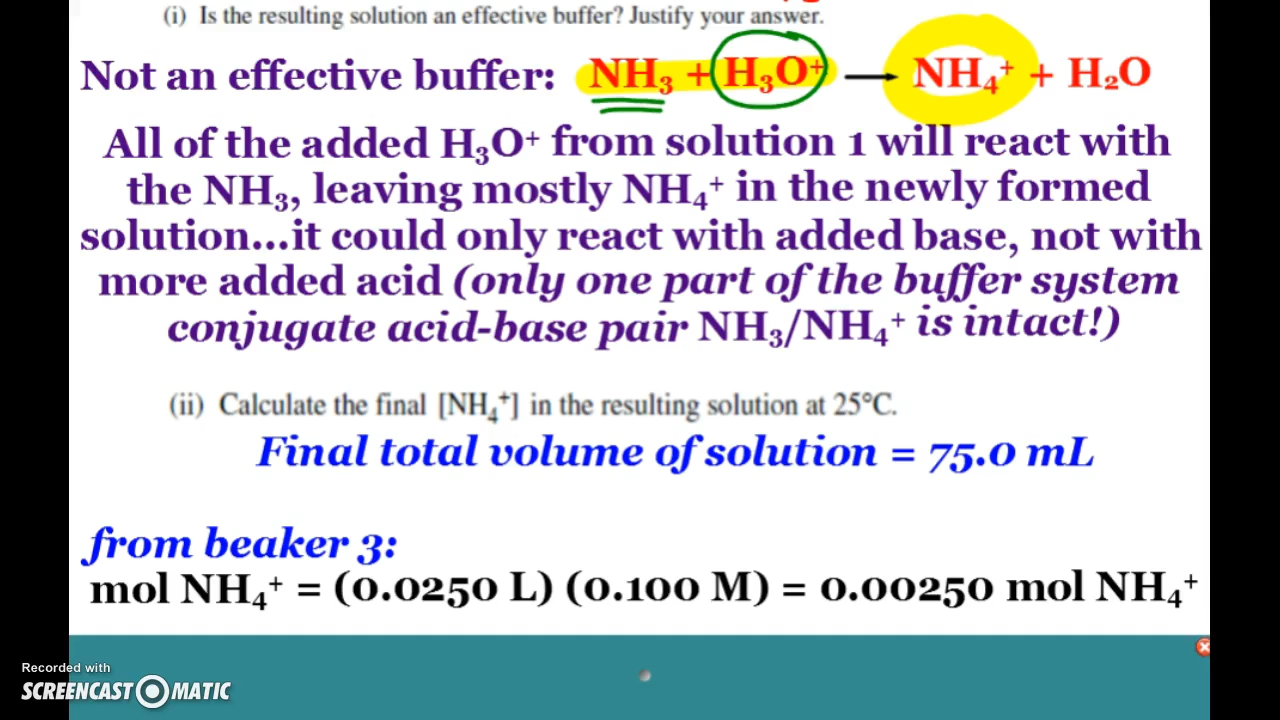 (i) Is the resulting solution an effective buffer? Justify your answer.
Not an effective buffer: NH₃ + H₃O⁺ → NH₄⁺ + H₂O
All of the added H₃O⁺ from solution 1 will react with
the NH₃, leaving mostly NH₄⁺ in the newly formed
solution...it could only react with added base, not with
more added acid (only one part of the buffer system
conjugate acid-base pair NH₃/NH₄⁺ is intact!)
(ii) Calculate the final [NH₄⁺] in the resulting solution at 25°C.
Final total volume of solution = 75.0 mL
from beaker 3:
mol NH₄⁺ = (0.0250 L) (0.100 M) = 0.00250 mol NH₄⁺
Recorded with
SCREENCAST O MATIC